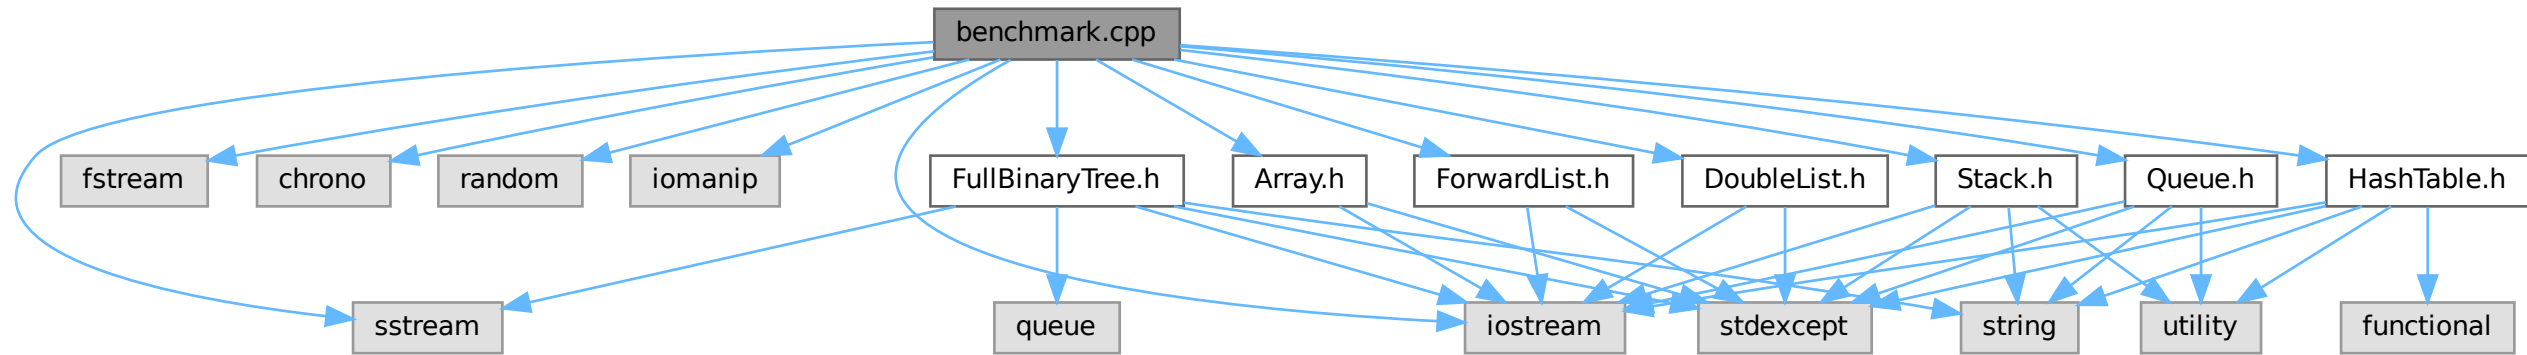 benchmark.cpp
fstream
chrono
random
iomanip
FullBinaryTree.h
Array.h
ForwardList.h
DoubleList.h
Stack.h
Queue.h
HashTable.h
sstream
queue
iostream
stdexcept
string
utility
functional